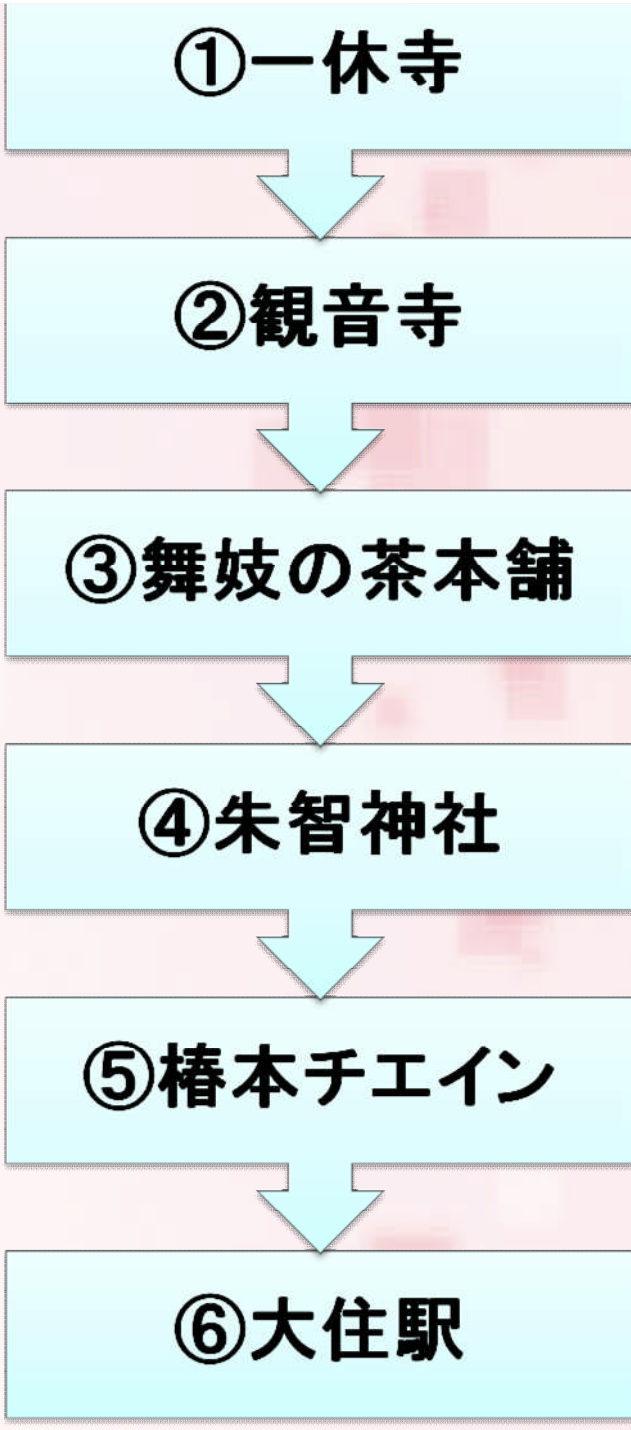 ①一休寺
②観音寺
③舞妓の茶本舗
④朱智神社
⑤椿本チエイン
⑥大住駅